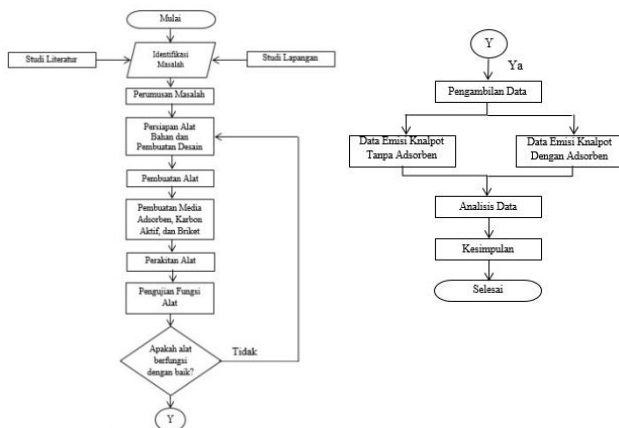 Mulai
Studi Literatur
Identifikasi
Masalah
Studi Lapangan
Perumusan Masalah
Persiapan Alat
Bahan dan
Pembuatan Desain
Pembuatan Alat
Pembuatan Media
Adsorben, Karbon
Aktif, dan Briket
Perakitan Alat
Pengujian Fungsi
Alat
Apakah alat
berfungsi
dengan baik?
Tidak
Y
Y
Ya
Pengambilan Data
Data Emisi Knalpot
Tanpa Adsorben
Data Emisi Knalpot
Dengan Adsorben
Analisis Data
Kesimpulan
Selesai